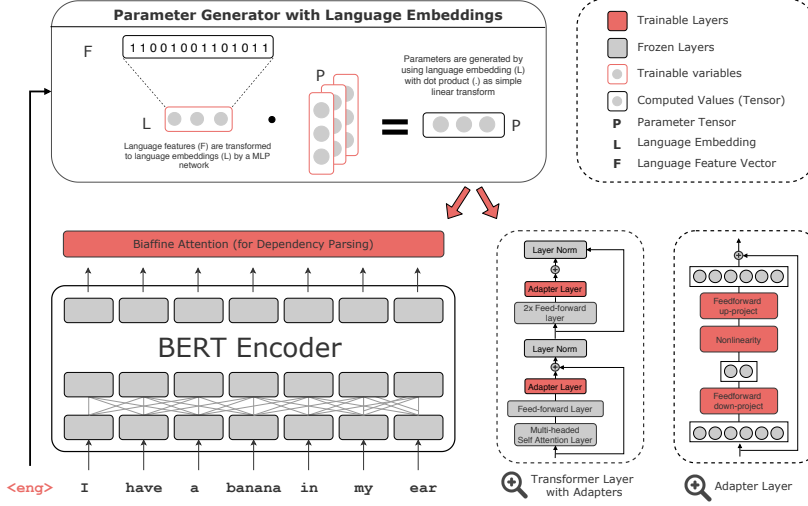 Parameter Generator with Language Embeddings
F
11001001101011
L
P
Parameters are generated by
using language embedding (L)
with dot product (.) as simple
linear transform
=
P
Language features (F) are transformed
to language embeddings (L) by a MLP
network
Trainable Layers
Frozen Layers
Trainable variables
Computed Values (Tensor)
P Parameter Tensor
L Language Embedding
F Language Feature Vector
Biaffine Attention (for Dependency Parsing)
BERT Encoder
<eng> I have a banana in my ear
Layer Norm
Adapter Layer
2x Feed-forward
layer
Layer Norm
Adapter Layer
Feed-forward Layer
Multi-headed
Self Attention Layer
Transformer Layer
with Adapters
Feedforward
up-project
Nonlinearity
Feedforward
down-project
Adapter Layer